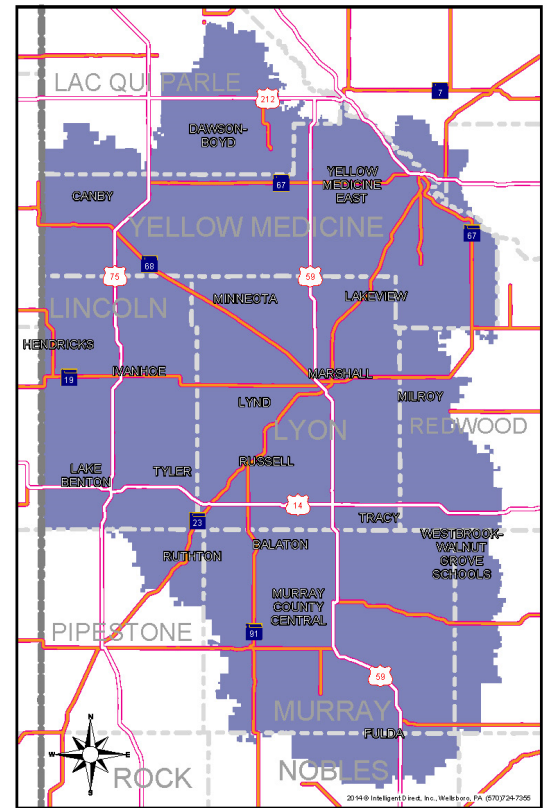 LAC QUI PARLE
7
212
DAWSON-
BOYD
YELLOW
MEDICINE
EAST
67
CANBY
YELLOW MEDICINE
67
68
75
59
LINCOLN
MINNEOTA
LAKEVIEW
HENDRICKS
IVANHOE
MARSHALL
19
MILROY
LYND
LYON
REDWOOD
RUSSELL
LAKE
BENTON
TYLER
14
23
TRACY
WESTBROOK-
WALNUT
GROVE
SCHOOLS
RUTHTON
BALATON
MURRAY
COUNTY
CENTRAL
PIPESTONE
91
59
MURRAY
FULDA
N
W
E
S
ROCK
NOBLES
2014 © Intelligent Direct, Inc., Wellsboro, PA (570)724-7355